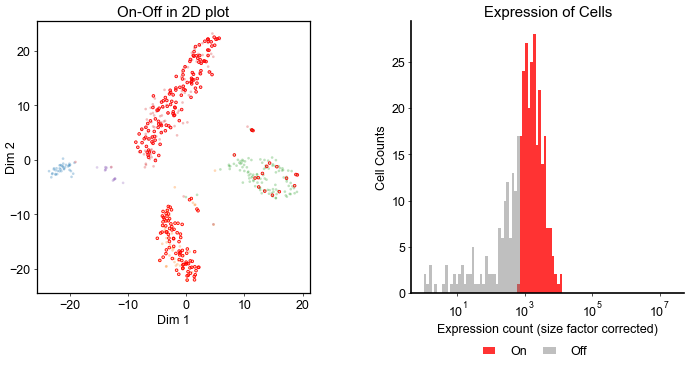 On-Off in 2D plot
Dim 2
20
10
0
−10
−20
−20 −10 0 10 20
Dim 1
Expression of Cells
Cell Counts
25
20
15
10
5
0
10^1 10^3 10^5 10^7
Expression count (size factor corrected)
On Off